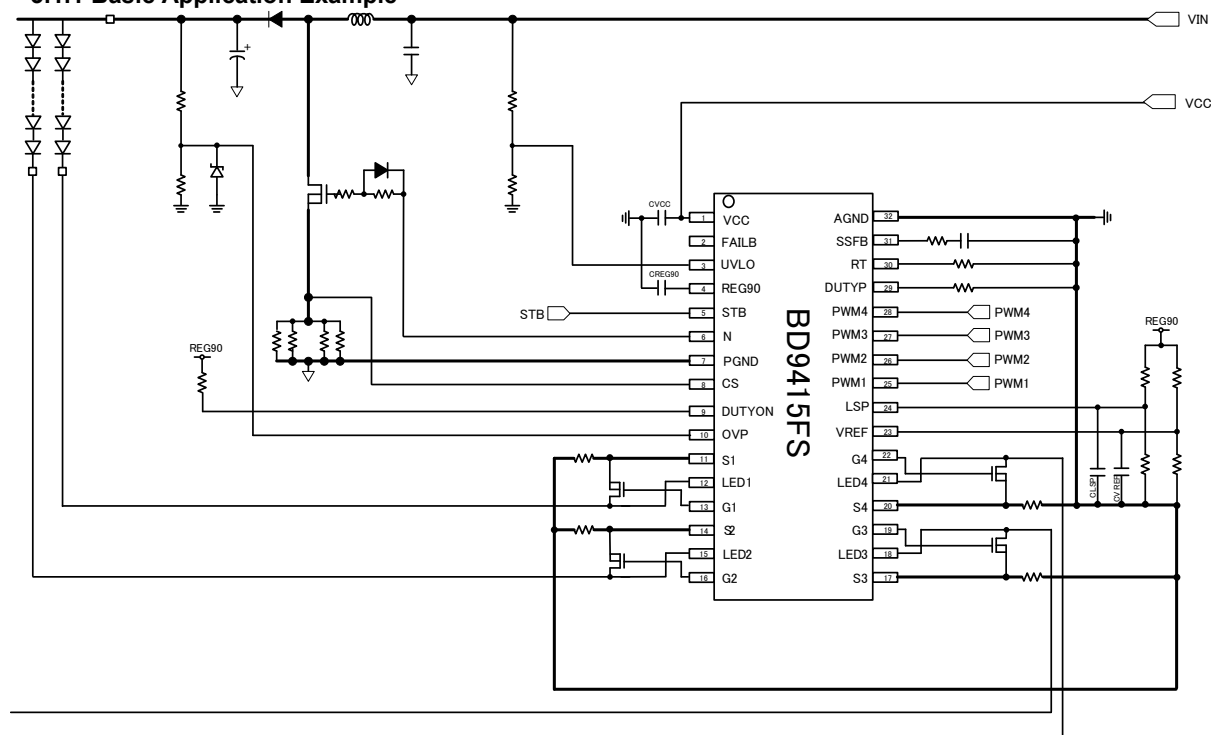 3.1.1 Basic Application Example
VIN
VCC
+
CVCC
CREG90
STB
REG90
1 VCC
2 FAILB
3 UVLO
4 REG90
5 STB
6 N
7 PGND
8 CS
9 DUTYON
10 OVP
11 S1
12 LED1
13 G1
14 S2
15 LED2
16 G2
BD9415FS
AGND 32
SSFB 31
RT 30
DUTYP 29
PWM4 28 PWM4
PWM3 27 PWM3
PWM2 26 PWM2
PWM1 25 PWM1
LSP 24
VREF 23
G4 22
LED4 21
S4 20
G3 19
LED3 18
S3 17
REG90
CLSP
CVREF